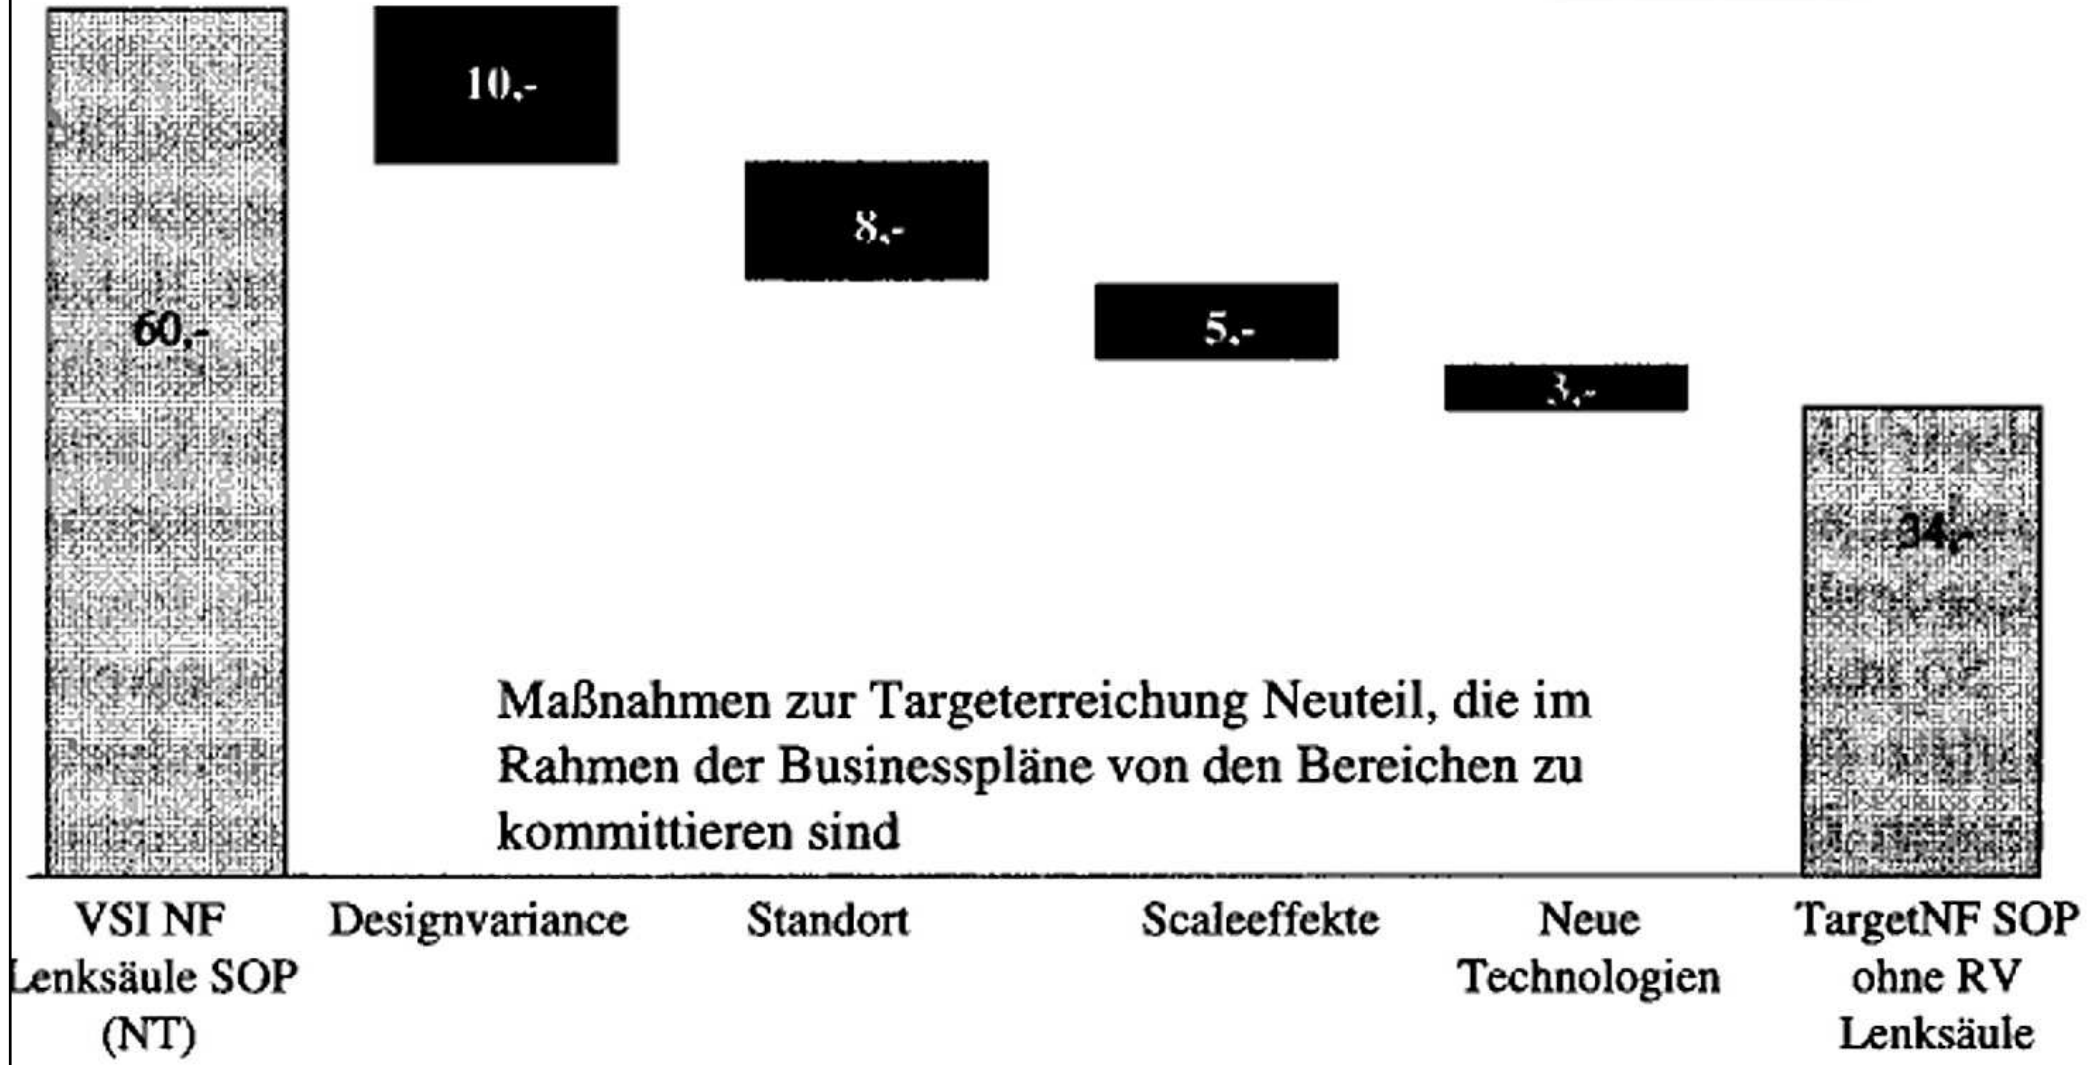 10,-
8,-
60,-
5,-
3,-
34,-
Maßnahmen zur Targeterreichung Neuteil, die im
Rahmen der Businesspläne von den Bereichen zu
kommittieren sind
VSI NF
Lenksäule SOP
(NT)
Designvariance
Standort
Scaleeffekte
Neue
Technologien
TargetNF SOP
ohne RV
Lenksäule